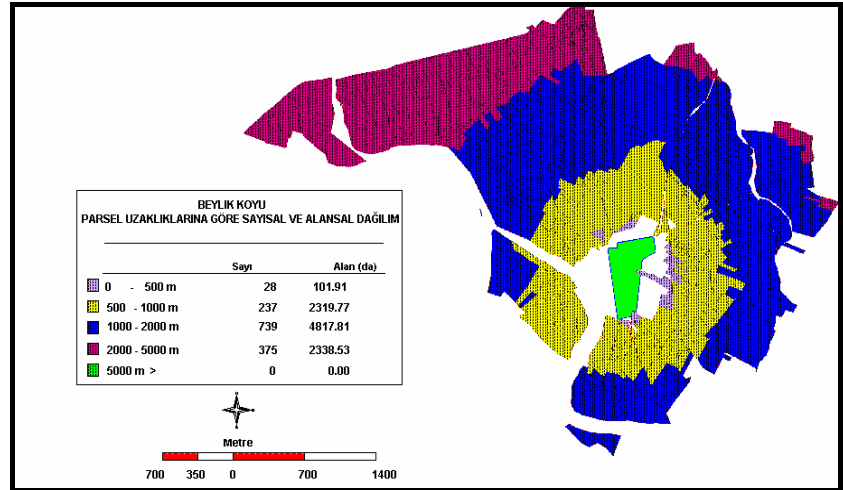 BEYLIK KOYU
PARSEL UZAKLIKLARINA GÖRE SAYISAL VE ALANSAL DAĞILIM
Sayı Alan (da)
0 - 500 m 28 101.91
500 - 1000 m 237 2319.77
1000 - 2000 m 739 4817.81
2000 - 5000 m 375 2338.53
5000 m > 0 0.00
Metre
700 350 0 700 1400